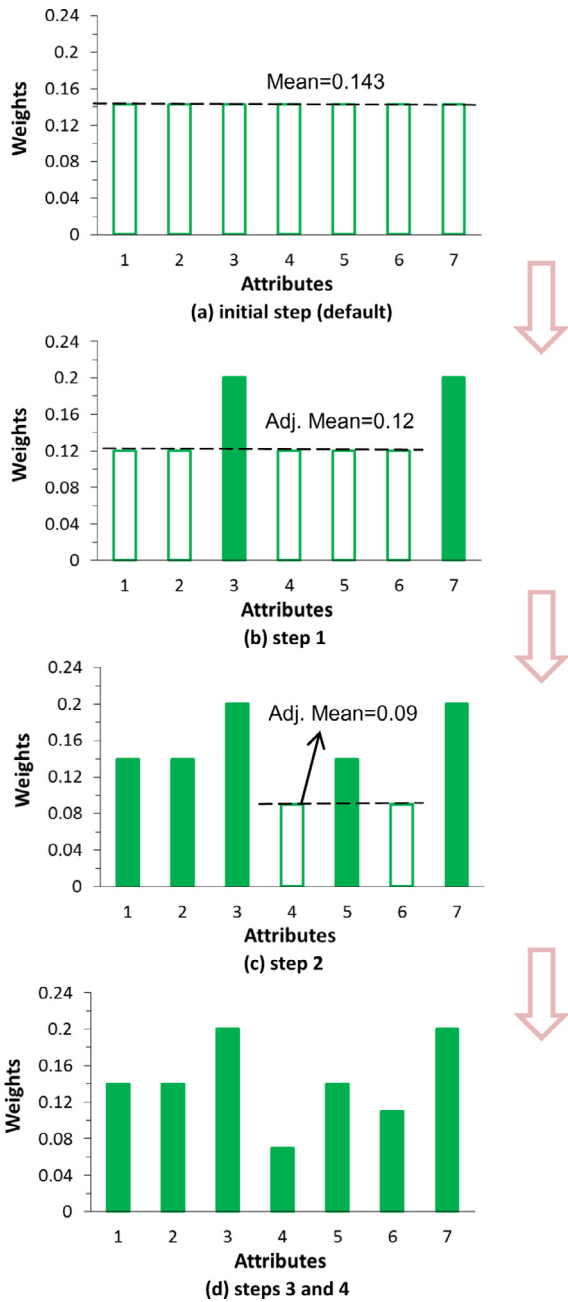 0.24
0.2
0.16
0.12
0.08
0.04
0
Weights
Mean=0.143
1 2 3 4 5 6 7
Attributes
(a) initial step (default)
0.24
0.2
0.16
0.12
0.08
0.04
0
Weights
Adj. Mean=0.12
1 2 3 4 5 6 7
Attributes
(b) step 1
0.24
0.2
0.16
0.12
0.08
0.04
0
Weights
Adj. Mean=0.09
1 2 3 4 5 6 7
Attributes
(c) step 2
0.24
0.2
0.16
0.12
0.08
0.04
0
Weights
1 2 3 4 5 6 7
Attributes
(d) steps 3 and 4